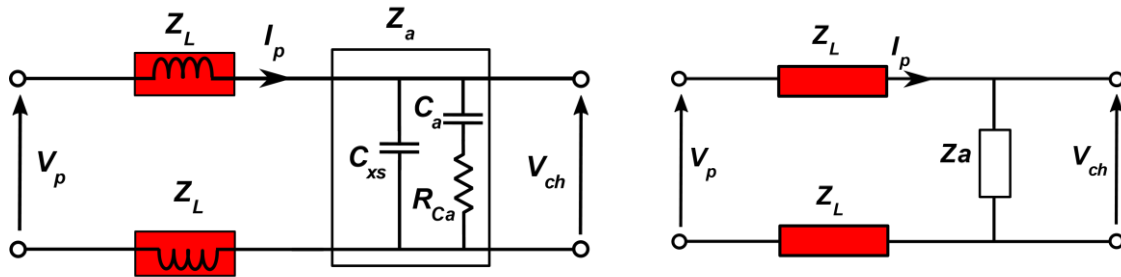 Z_L
I_p
Z_a
C_a
C_xs
R_Ca
V_p
V_ch
Z_L
Z_L
I_p
Za
V_p
V_ch
Z_L